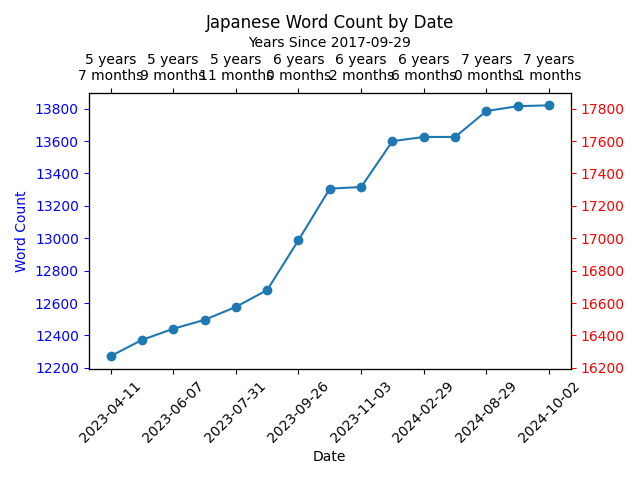 Japanese Word Count by Date
Years Since 2017-09-29
5 years 5 years 5 years 6 years 6 years 6 years 7 years 7 years
7 months 9 months 11 months 0 months 2 months 6 months 0 months 1 months
13800 17800
13600 17600
13400 17400
13200 17200
13000 17000
12800 16800
12600 16600
12400 16400
12200 16200
Word Count
2023-04-11 2023-06-07 2023-07-31 2023-09-26 2023-11-03 2024-02-29 2024-08-29 2024-10-02
Date